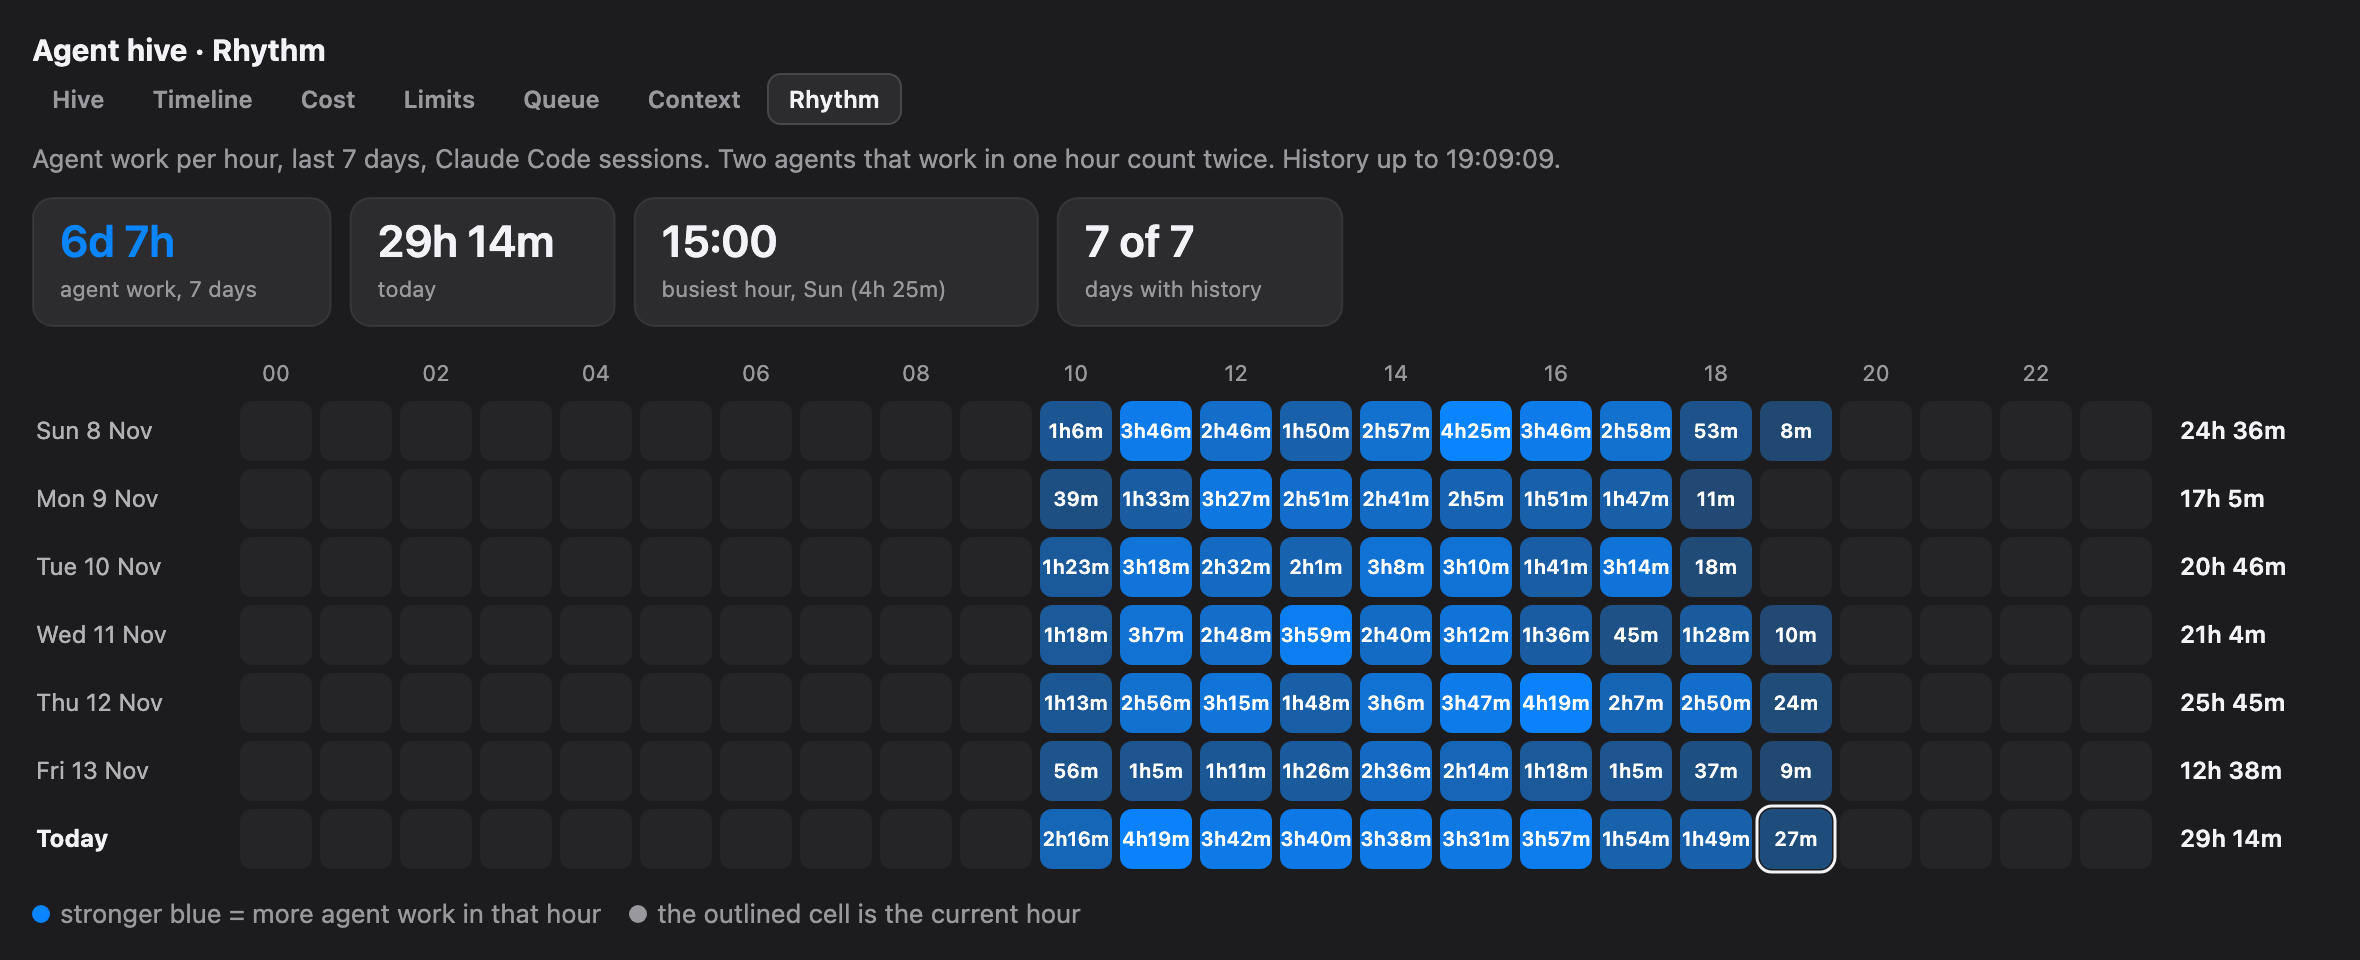 Agent hive · Rhythm
Hive Timeline Cost Limits Queue Context Rhythm
Agent work per hour, last 7 days, Claude Code sessions. Two agents that work in one hour count twice. History up to 19:09:09.
6d 7h 29h 14m 15:00 7 of 7
agent work, 7 days today busiest hour, Sun (4h 25m) days with history
00 02 04 06 08 10 12 14 16 18 20 22
Sun 8 Nov 1h6m 3h46m 2h46m 1h50m 2h57m 4h25m 3h46m 2h58m 53m 8m 24h 36m
Mon 9 Nov 39m 1h33m 3h27m 2h51m 2h41m 2h5m 1h51m 1h47m 11m 17h 5m
Tue 10 Nov 1h23m 3h18m 2h32m 2h1m 3h8m 3h10m 1h41m 3h14m 18m 20h 46m
Wed 11 Nov 1h18m 3h7m 2h48m 3h59m 2h40m 3h12m 1h36m 45m 1h28m 10m 21h 4m
Thu 12 Nov 1h13m 2h56m 3h15m 1h48m 3h6m 3h47m 4h19m 2h7m 2h50m 24m 25h 45m
Fri 13 Nov 56m 1h5m 1h11m 1h26m 2h36m 2h14m 1h18m 1h5m 37m 9m 12h 38m
Today 2h16m 4h19m 3h42m 3h40m 3h38m 3h31m 3h57m 1h54m 1h49m 27m 29h 14m
stronger blue = more agent work in that hour the outlined cell is the current hour